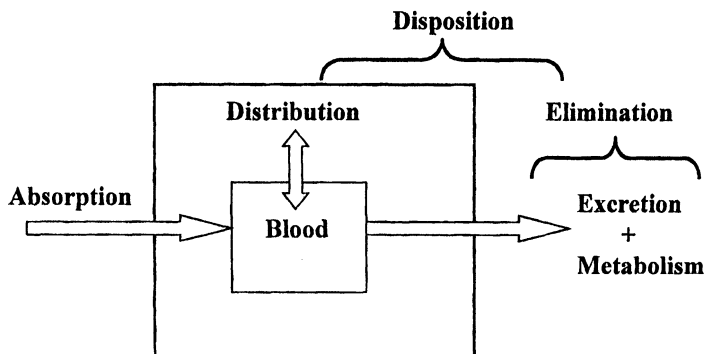 Disposition
Distribution
Elimination
Absorption
Blood
Excretion
+
Metabolism